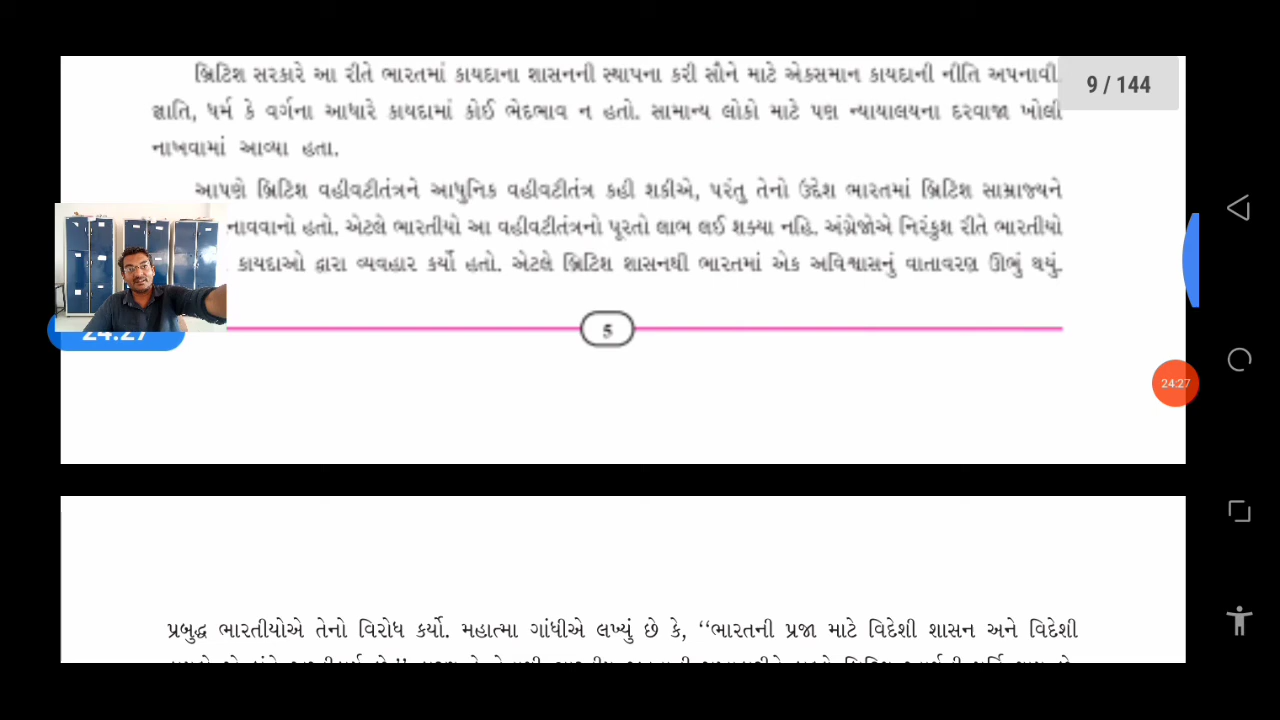 બ્રિટિશ સરકારે આ રીતે ભારતમાં કાયદાના શાસનની સ્થાપના કરી સૌને માટે એકસમાન કાયદાની નીતિ અપનાવી.
9 / 144
જ્ઞાતિ, ધર્મ કે વર્ગના આધારે કાયદામાં કોઈ ભેદભાવ ન હતો. સામાન્ય લોકો માટે પણ ન્યાયાલયના દરવાજા ખોલી
નાખવામાં આવ્યા હતા.
આપણે બ્રિટિશ વહીવટીતંત્રને આધુનિક વહીવટીતંત્ર કહી શકીએ, પરંતુ તેનો ઉદ્દેશ ભારતમાં બ્રિટિશ સામ્રાજ્યને
નાવવાનો હતો. એટલે ભારતીયો આ વહીવટીતંત્રનો પૂરતો લાભ લઈ શક્યા નહિ. અંગ્રેજોએ નિરંકુશ રીતે ભારતીયો
કાયદાઓ દ્વારા વ્યવહાર કર્યો હતો. એટલે બ્રિટિશ શાસનથી ભારતમાં એક અવિશ્વાસનું વાતાવરણ ઊભું થયું.
24:27
5
24:27
પ્રબુદ્ધ ભારતીયોએ તેનો વિરોધ કર્યો. મહાત્મા ગાંધીએ લખ્યું છે કે, ‘‘ભારતની પ્રજા માટે વિદેશી શાસન અને વિદેશી